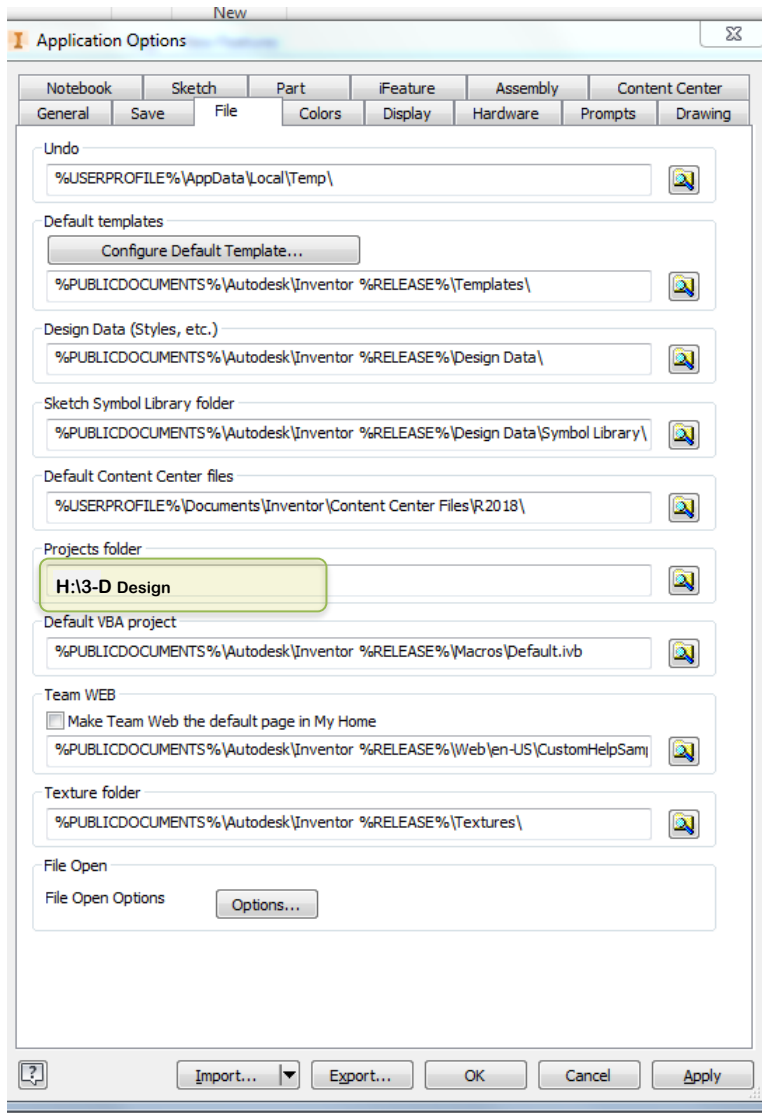 New
Application Options
Notebook Sketch Part iFeature Assembly Content Center
General Save File Colors Display Hardware Prompts Drawing
Undo
%USERPROFILE%\AppData\Local\Temp\
Default templates
Configure Default Template...
%PUBLICDOCUMENTS%\Autodesk\Inventor %RELEASE%\Templates\
Design Data (Styles, etc.)
%PUBLICDOCUMENTS%\Autodesk\Inventor %RELEASE%\Design Data\
Sketch Symbol Library folder
%PUBLICDOCUMENTS%\Autodesk\Inventor %RELEASE%\Design Data\Symbol Library\
Default Content Center files
%USERPROFILE%\Documents\Inventor\Content Center Files\R2018\
Projects folder
H:\3-D Design
Default VBA project
%PUBLICDOCUMENTS%\Autodesk\Inventor %RELEASE%\Macros\Default.ivb
Team WEB
Make Team Web the default page in My Home
%PUBLICDOCUMENTS%\Autodesk\Inventor %RELEASE%\Web\en-US\CustomHelpSam
Texture folder
%PUBLICDOCUMENTS%\Autodesk\Inventor %RELEASE%\Textures\
File Open
File Open Options Options...
Import... Export... OK Cancel Apply